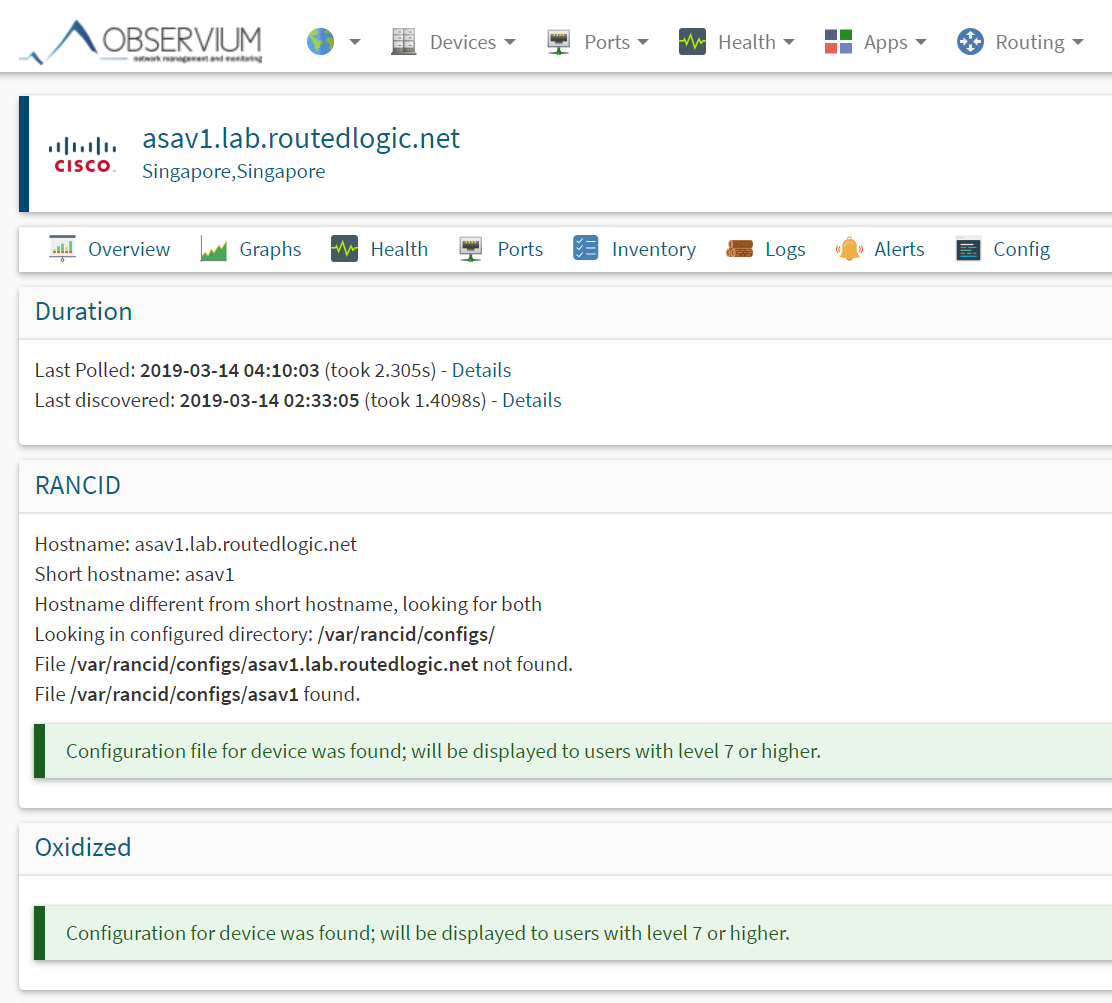 OBSERVIUM
network management and monitoring
Devices Ports Health Apps Routing
CISCO
asav1.lab.routedlogic.net
Singapore,Singapore
Overview Graphs Health Ports Inventory Logs Alerts Config
Duration
Last Polled: 2019-03-14 04:10:03 (took 2.305s) - Details
Last discovered: 2019-03-14 02:33:05 (took 1.4098s) - Details
RANCID
Hostname: asav1.lab.routedlogic.net
Short hostname: asav1
Hostname different from short hostname, looking for both
Looking in configured directory: /var/rancid/configs/
File /var/rancid/configs/asav1.lab.routedlogic.net not found.
File /var/rancid/configs/asav1 found.
Configuration file for device was found; will be displayed to users with level 7 or higher.
Oxidized
Configuration for device was found; will be displayed to users with level 7 or higher.